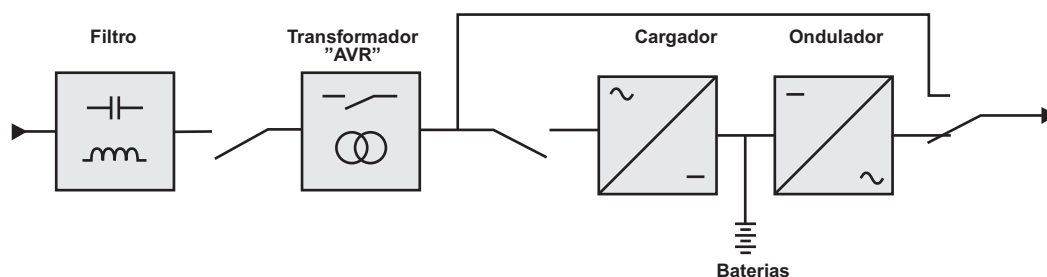 Filtro
Transformador
”AVR”
Cargador
Ondulador
Baterias